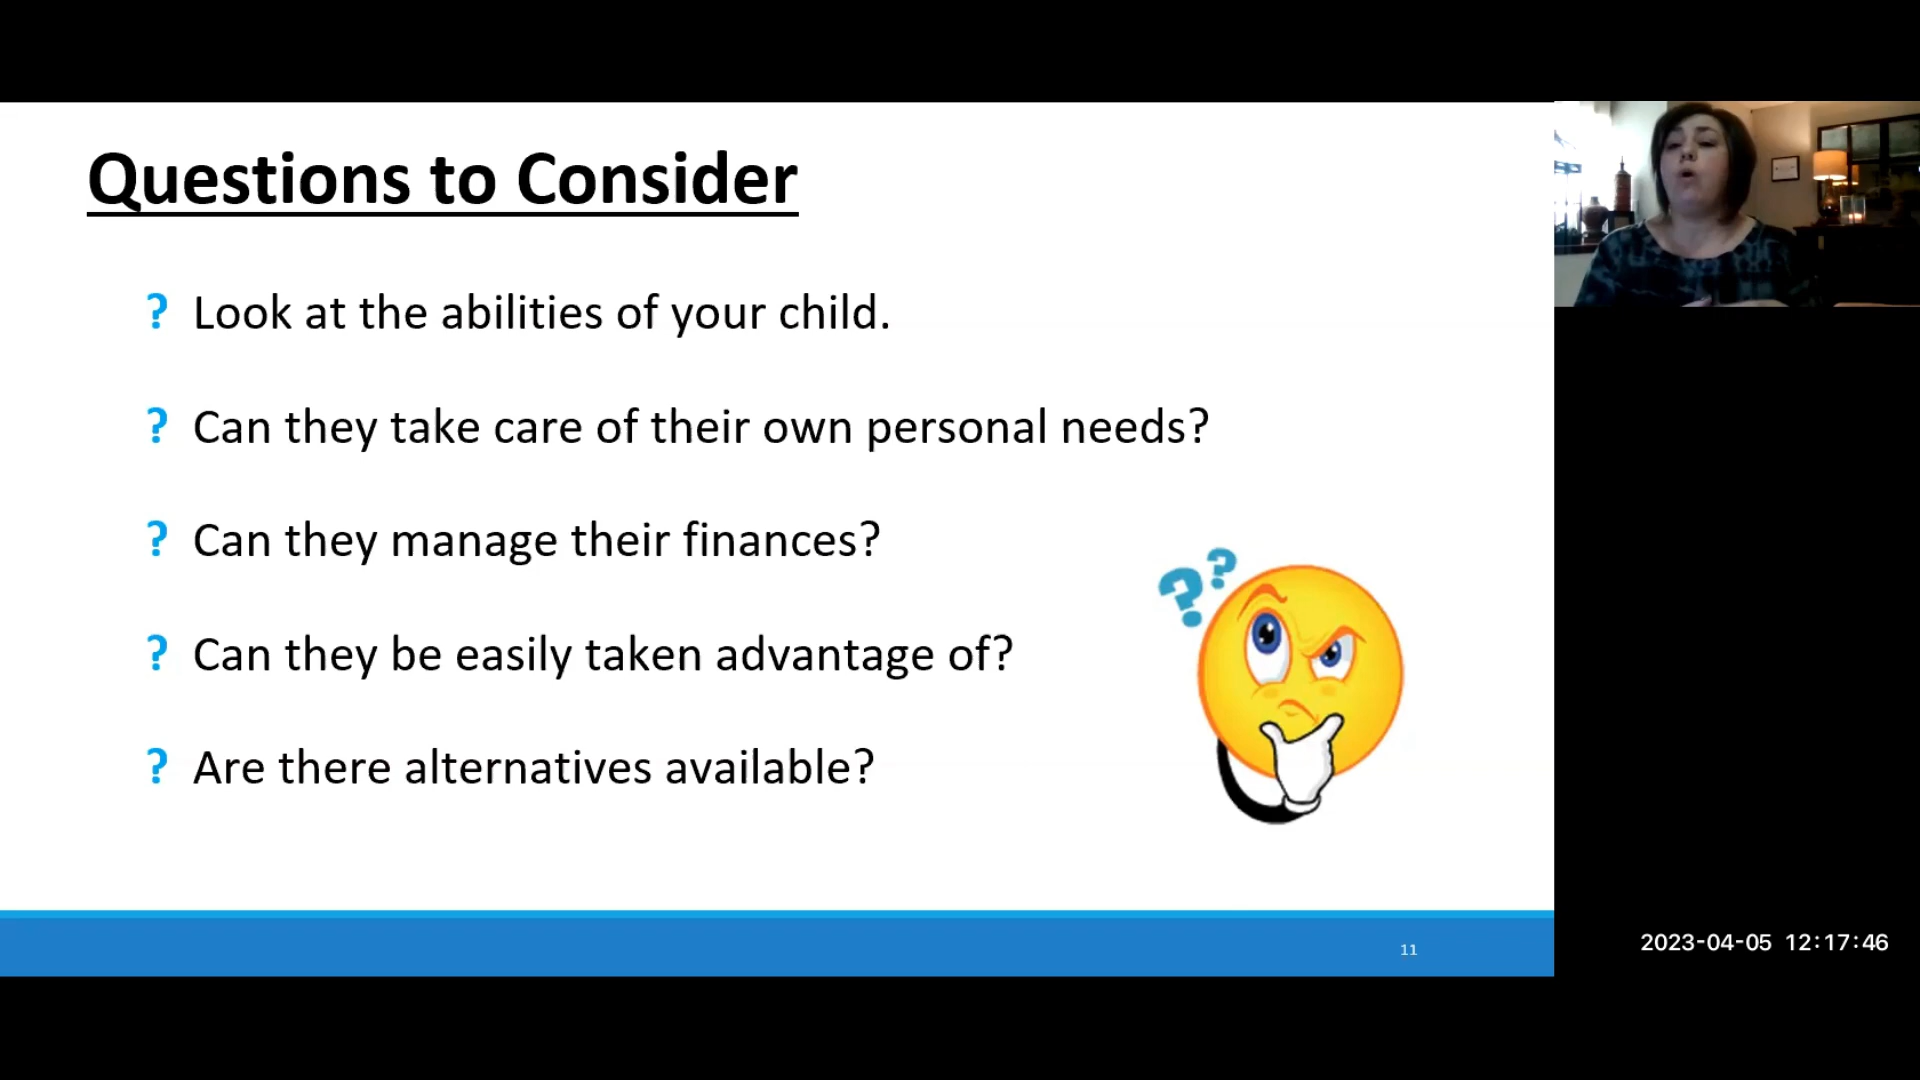 Questions to Consider
? Look at the abilities of your child.
? Can they take care of their own personal needs?
? Can they manage their finances?
? Can they be easily taken advantage of?
? Are there alternatives available?
??
11
2023-04-05 12:17:46